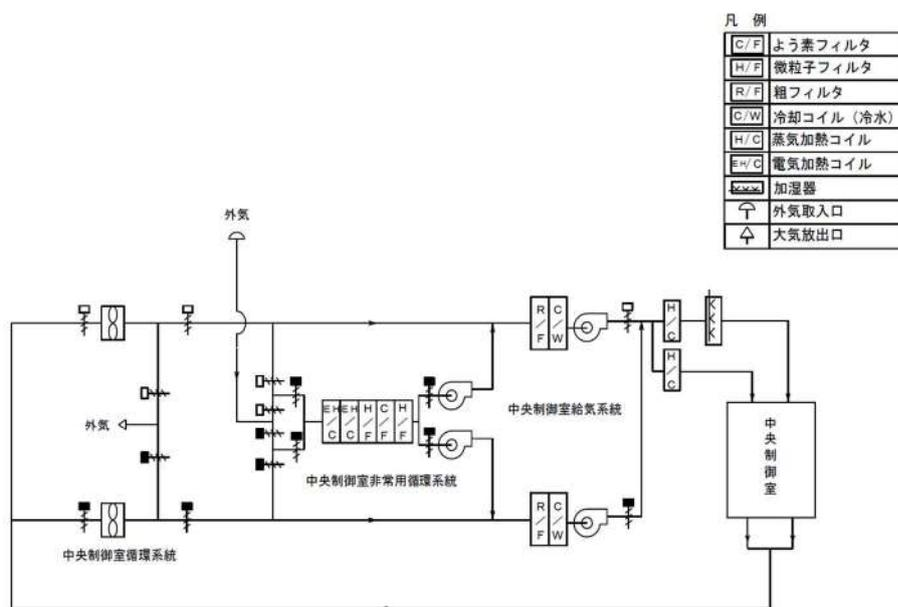 凡 例
C/F よう素フィルタ
H/F 微粒子フィルタ
R/F 粗フィルタ
C/W 冷却コイル（冷水）
H/C 蒸気加熱コイル
EH/C 電気加熱コイル
加湿器
外気取入口
大気放出口
外気
R/F
C/W
H/C
H/C
中央制御室給気系統
外気
EH/C
EH/C
H/F
C/F
H/F
中央制御室
中央制御室非常用循環系統
R/F
C/W
中央制御室循環系統